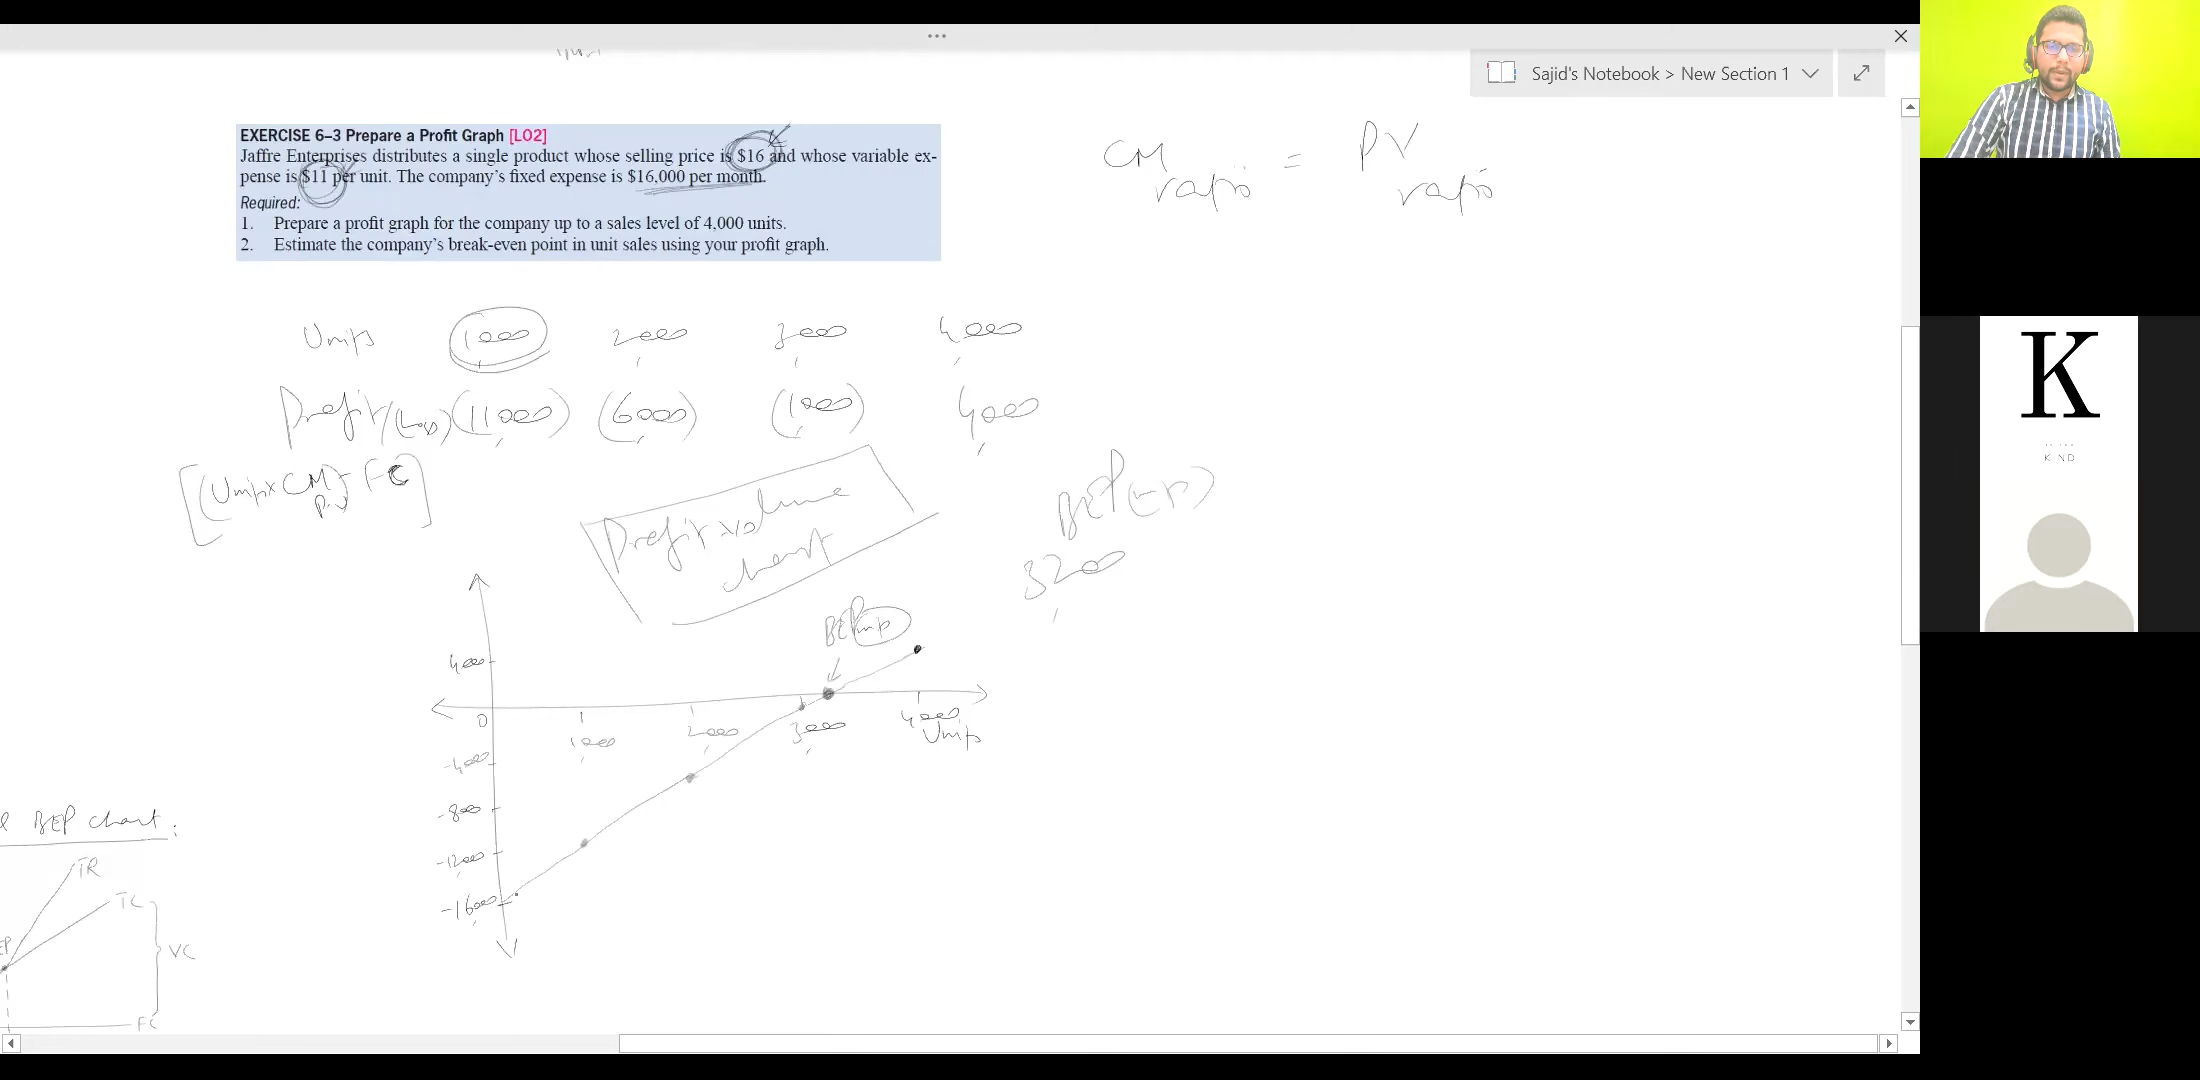 Sajid's Notebook > New Section 1
EXERCISE 6–3 Prepare a Profit Graph [LO2]
Jaffre Enterprises distributes a single product whose selling price is $16 and whose variable ex-
pense is $11 per unit. The company's fixed expense is $16,000 per month.
Required:
1. Prepare a profit graph for the company up to a sales level of 4,000 units.
2. Estimate the company's break-even point in unit sales using your profit graph.
CM ratio = PV ratio
Units 1000 2000 3000 4000
Profit/(Loss) (11000) (6000) (1000) 4000
[(Units × CM P.U) - FC]
Profit volume
chart
BEP
3200
BEP
4000
0
1000 2000 3000 4000
Units
-4000
-8000
-12000
-16000
BEP chart:
TR
TC
EP
VC
FC
K
KIND